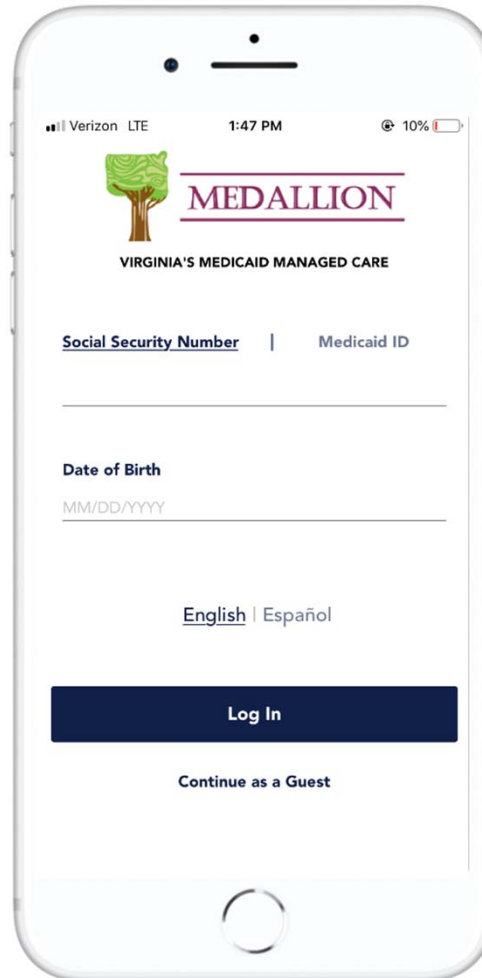 Verizon LTE 1:47 PM 10%
MEDALLION
VIRGINIA'S MEDICAID MANAGED CARE
Social Security Number | Medicaid ID
Date of Birth
MM/DD/YYYY
English | Español
Log In
Continue as a Guest